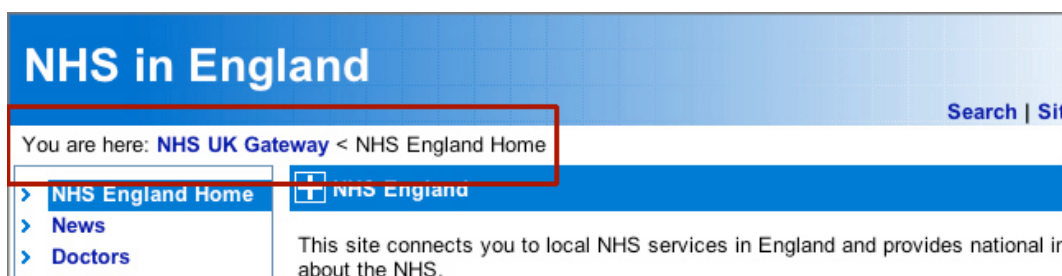 NHS in England
Search |
You are here: NHS UK Gateway < NHS England Home
NHS England Home
News
Doctors
NHS England
This site connects you to local NHS services in England and provides national
about the NHS.